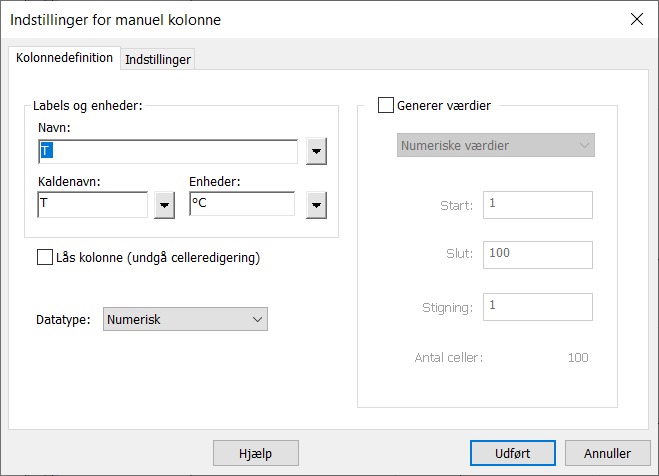 Indstillinger for manuel kolonne
Kolonnedefinition
Indstillinger
Labels og enheder:
Navn:
T
Kaldenavn:
Enheder:
T
°C
Lås kolonne (undgå celleredigering)
Datatype:
Numerisk
Generer værdier
Numeriske værdier
Start:
1
Slut:
100
Stigning:
1
Antal celler:
100
Hjælp
Udført
Annuller